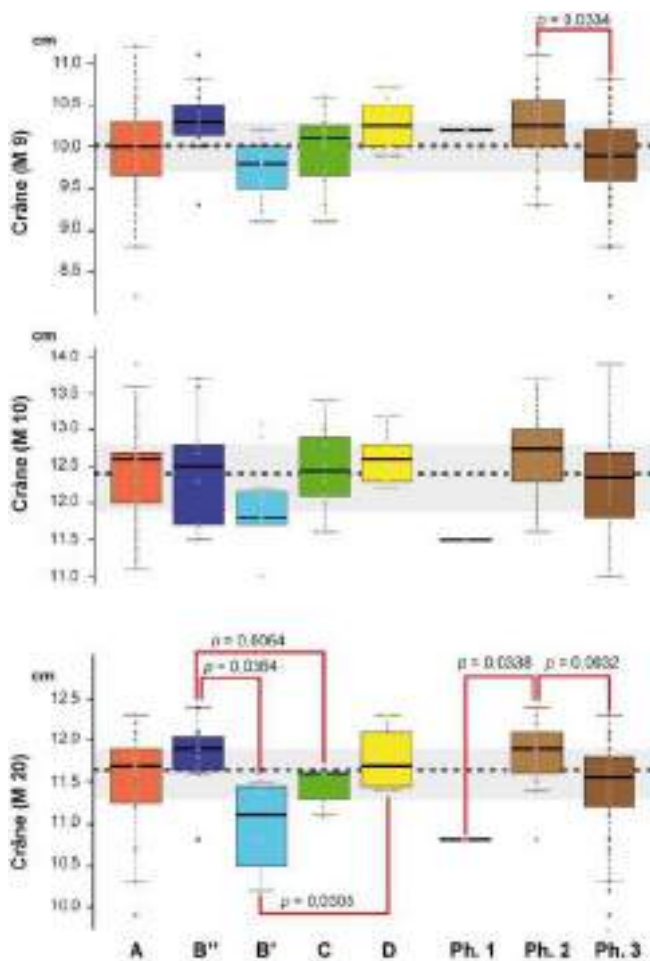 p = 0,0334
cm
11.0
10.5
10.0
9.5
9.0
8.5
Crâne (M 9)
cm
14.0
13.5
13.0
12.5
12.0
11.5
11.0
Crâne (M 10)
p = 0,0064
p = 0,0364
p = 0,0338
p = 0,0032
cm
12.5
12.0
11.5
11.0
10.5
10.0
Crâne (M 20)
A B" B' C D Ph. 1 Ph. 2 Ph. 3